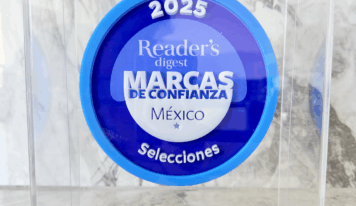 2025
Reader's
digest
MARCAS
DE CONFIANZA
MÉXICO
Selecciones